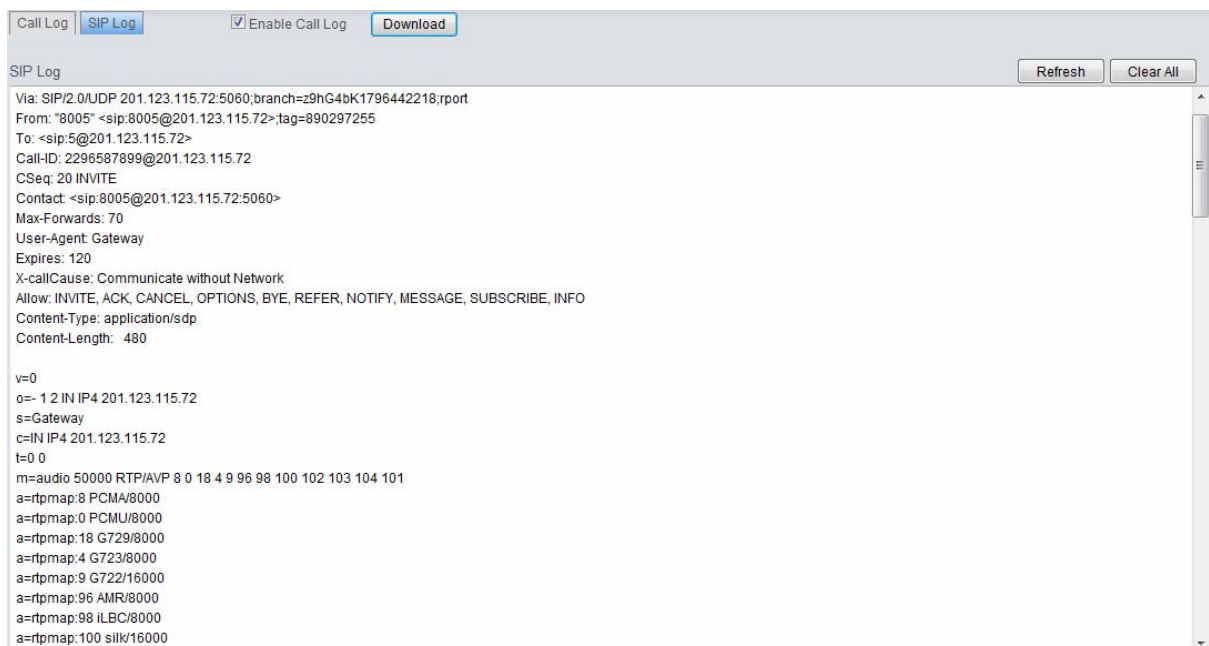 Call Log SIP Log Enable Call Log Download
SIP Log Refresh Clear All
Via: SIP/2.0/UDP 201.123.115.72:5060;branch=z9hG4bK1796442218;rport
From: "8005" <sip:8005@201.123.115.72>;tag=890297255
To: <sip:5@201.123.115.72>
Call-ID: 2296587899@201.123.115.72
CSeq: 20 INVITE
Contact: <sip:8005@201.123.115.72:5060>
Max-Forwards: 70
User-Agent: Gateway
Expires: 120
X-callCause: Communicate without Network
Allow: INVITE, ACK, CANCEL, OPTIONS, BYE, REFER, NOTIFY, MESSAGE, SUBSCRIBE, INFO
Content-Type: application/sdp
Content-Length:   480
v=0
o=- 1 2 IN IP4 201.123.115.72
s=Gateway
c=IN IP4 201.123.115.72
t=0 0
m=audio 50000 RTP/AVP 8 0 18 4 9 96 98 100 102 103 104 101
a=rtpmap:8 PCMA/8000
a=rtpmap:0 PCMU/8000
a=rtpmap:18 G729/8000
a=rtpmap:4 G723/8000
a=rtpmap:9 G722/16000
a=rtpmap:96 AMR/8000
a=rtpmap:98 iLBC/8000
a=rtpmap:100 silk/16000